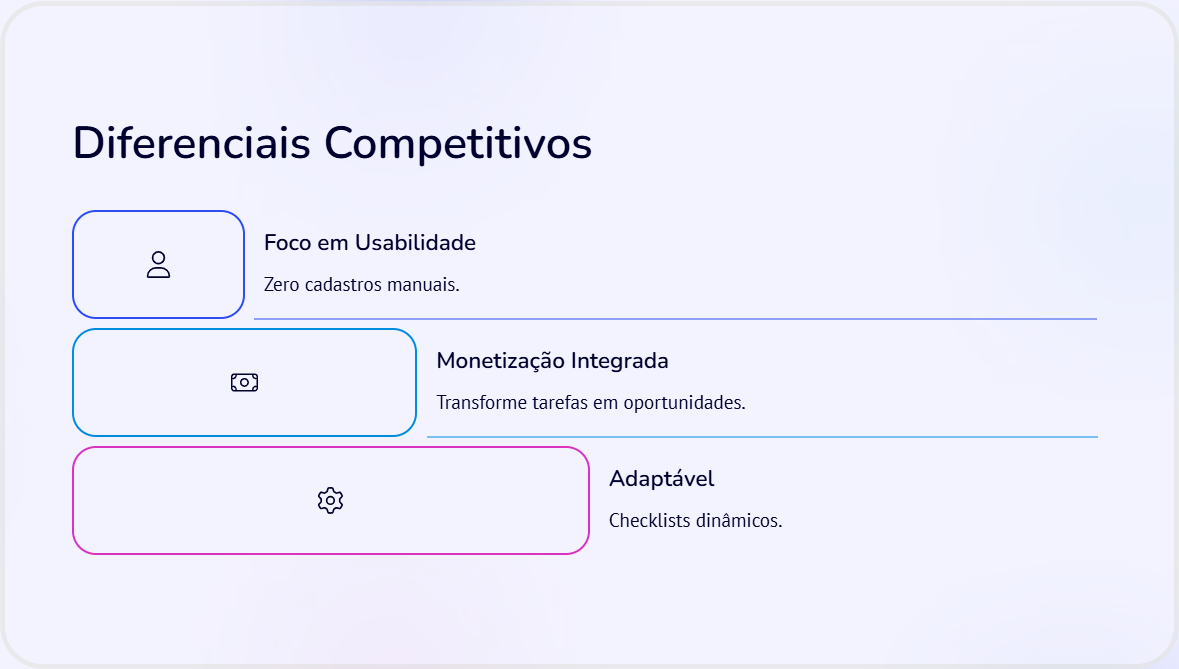 Diferenciais Competitivos
Foco em Usabilidade
Zero cadastros manuais.
Monetização Integrada
Transforme tarefas em oportunidades.
Adaptável
Checklists dinâmicos.